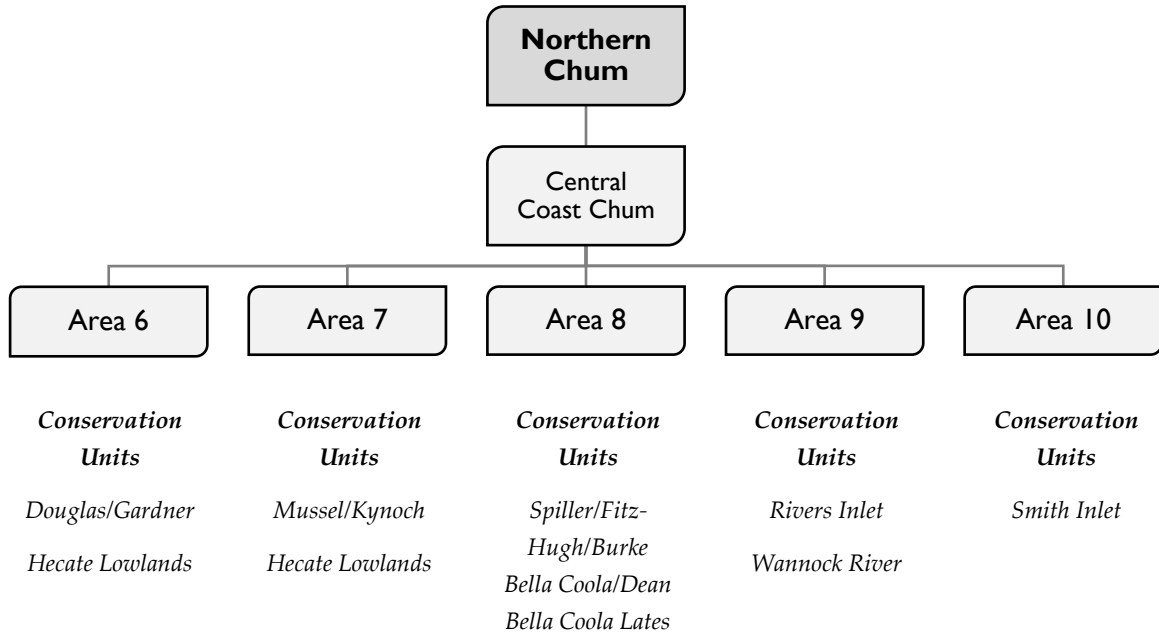 Northern
Chum
Central
Coast Chum
Area 6
Area 7
Area 8
Area 9
Area 10
Conservation
Units
Douglas/Gardner
Hecate Lowlands
Conservation
Units
Mussel/Kynoch
Hecate Lowlands
Conservation
Units
Spiller/Fitz-
Hugh/Burke
Bella Coola/Dean
Bella Coola Lates
Conservation
Units
Rivers Inlet
Wannock River
Conservation
Units
Smith Inlet